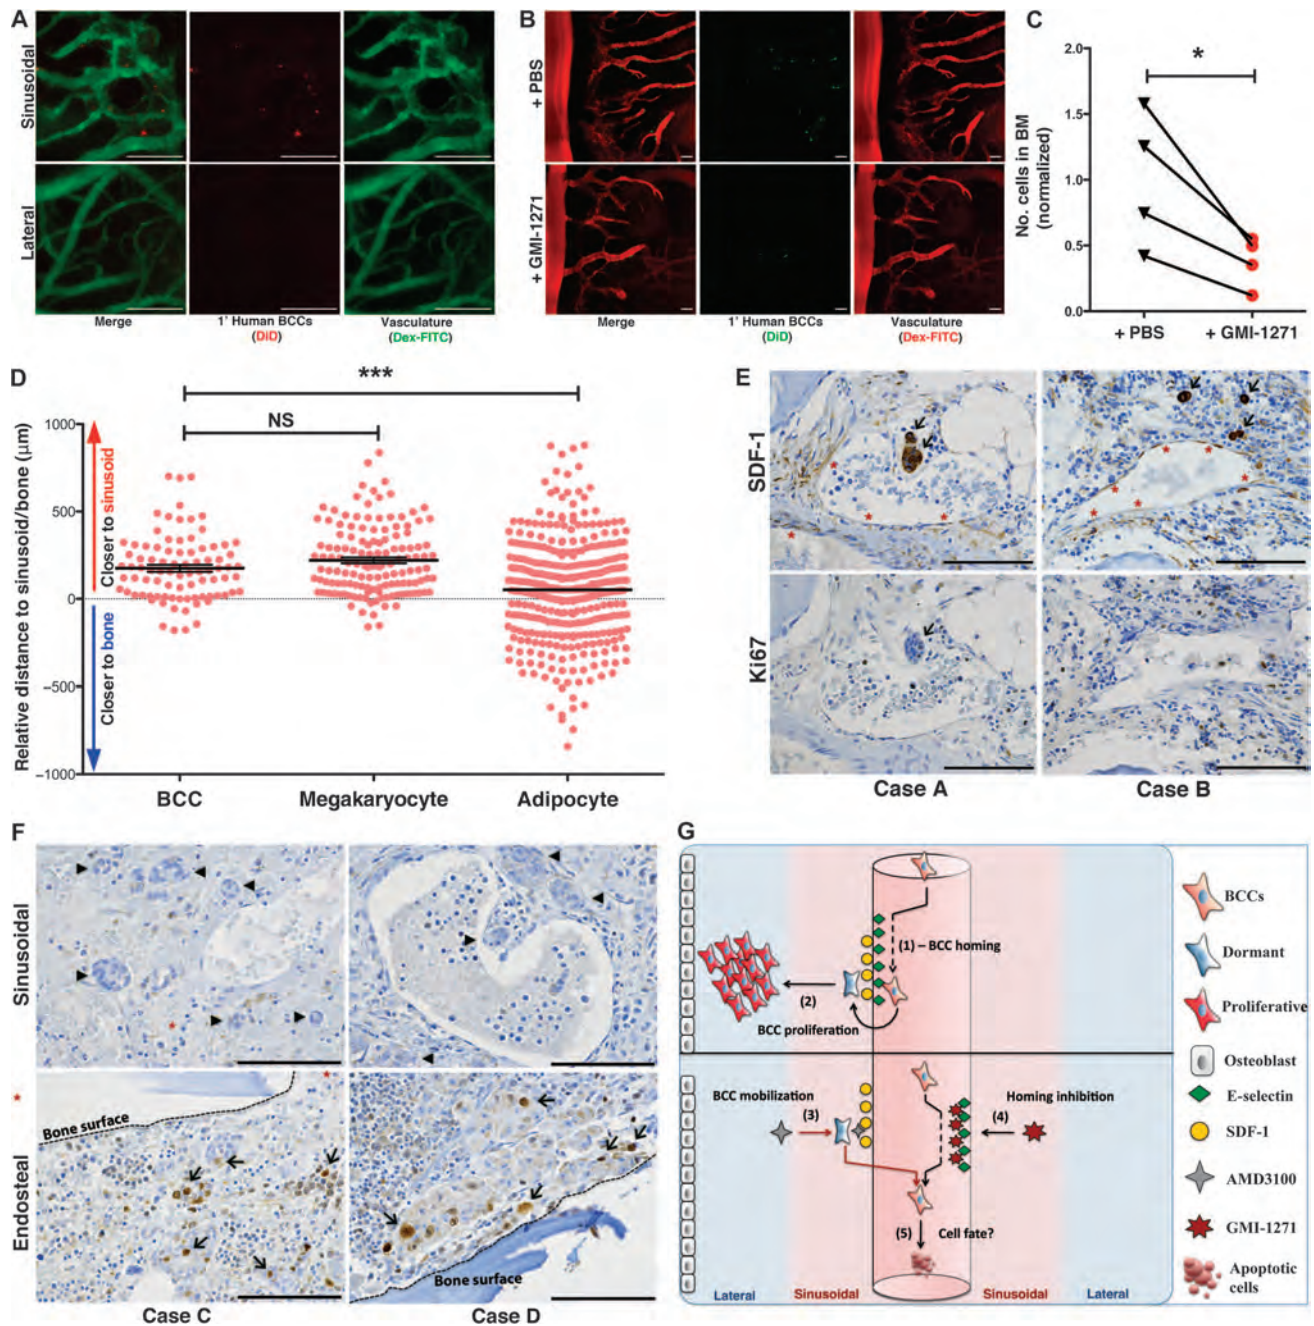 A
Sinusoidal
Lateral
Merge
1' Human BCCs
(DiD)
Vasculature
(Dex-FITC)
B
+ PBS
+ GMI-1271
Merge
1' Human BCCs
(DiD)
Vasculature
(Dex-FITC)
C
No. cells in BM
(normalized)
2.0
1.5
1.0
0.5
0.0
*
+ PBS
+ GMI-1271
D
Relative distance to sinusoid/bone (μm)
1000
500
0
−500
−1000
Closer to sinusoid
Closer to bone
***
NS
BCC
Megakaryocyte
Adipocyte
E
SDF-1
Ki67
Case A
Case B
F
Sinusoidal
Endosteal
Bone surface
Bone surface
Case C
Case D
G
(1) – BCC homing
(2)
BCC proliferation
BCC mobilization
(3)
Homing inhibition
(4)
(5)
Cell fate?
Lateral
Sinusoidal
Sinusoidal
Lateral
BCCs
Dormant
Proliferative
Osteoblast
E-selectin
SDF-1
AMD3100
GMI-1271
Apoptotic
cells